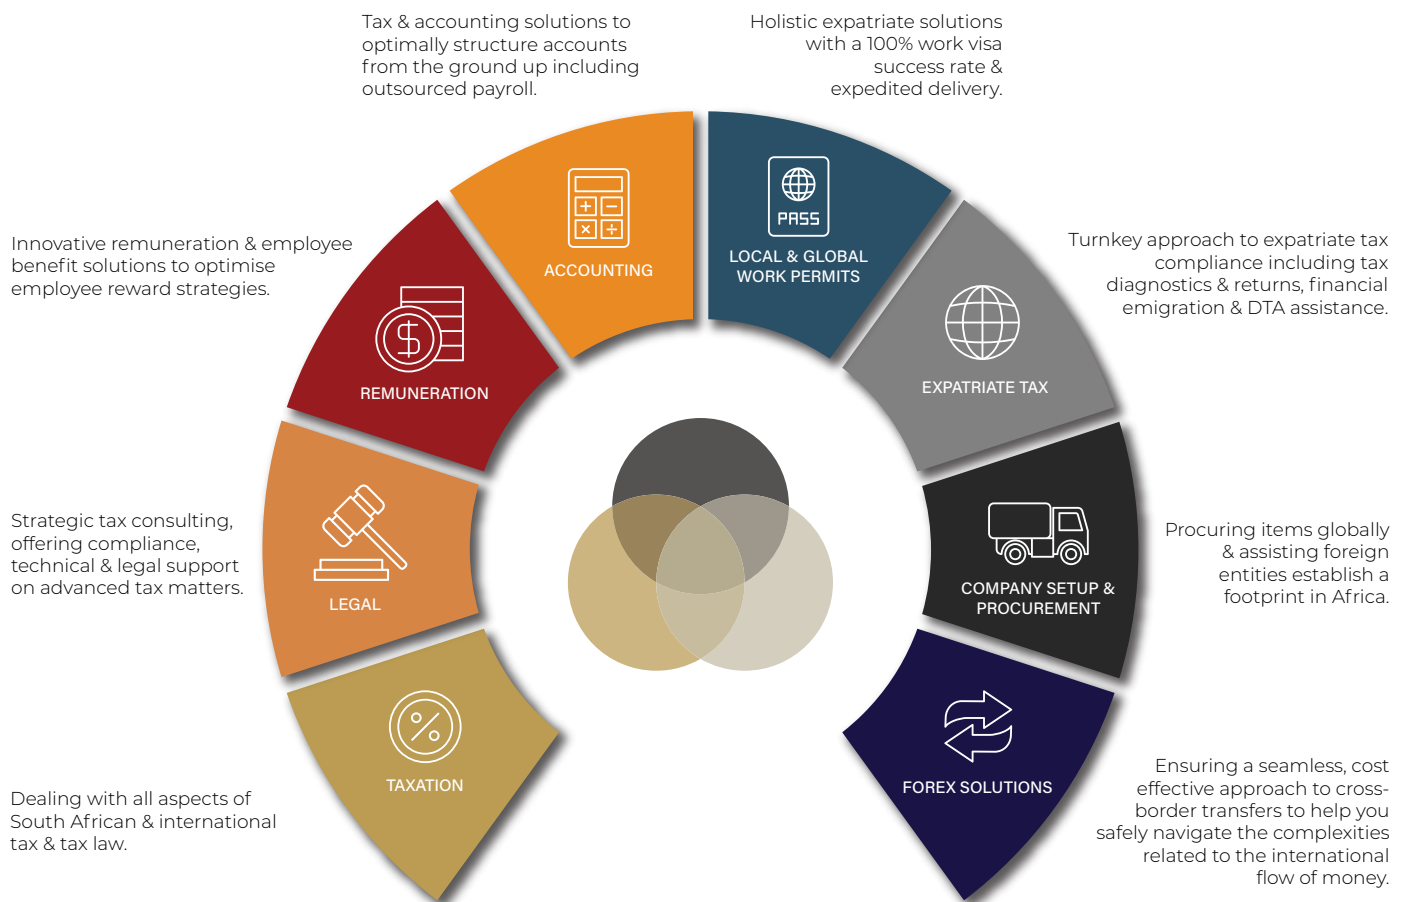 Tax & accounting solutions to
optimally structure accounts
from the ground up including
outsourced payroll.
Holistic expatriate solutions
with a 100% work visa
success rate &
expedited delivery.
PASS
LOCAL & GLOBAL
WORK PERMITS
ACCOUNTING
Innovative remuneration & employee
benefit solutions to optimise
employee reward strategies.
$
REMUNERATION
Turnkey approach to expatriate tax
compliance including tax
diagnostics & returns, financial
emigration & DTA assistance.
EXPATRIATE TAX
Strategic tax consulting,
offering compliance,
technical & legal support
on advanced tax matters.
LEGAL
Procuring items globally
& assisting foreign
entities establish a
footprint in Africa.
COMPANY SETUP &
PROCUREMENT
%
TAXATION
Dealing with all aspects of
South African & international
tax & tax law.
FOREX SOLUTIONS
Ensuring a seamless, cost
effective approach to cross-
border transfers to help you
safely navigate the complexities
related to the international
flow of money.